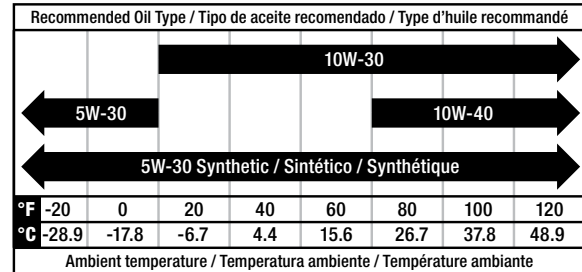 Recommended Oil Type / Tipo de aceite recomendado / Type d'huile recommandé
10W-30
5W-30 10W-40
5W-30 Synthetic / Sintético / Synthétique
°F -20 0 20 40 60 80 100 120
°C -28.9 -17.8 -6.7 4.4 15.6 26.7 37.8 48.9
Ambient temperature / Temperatura ambiente / Température ambiante